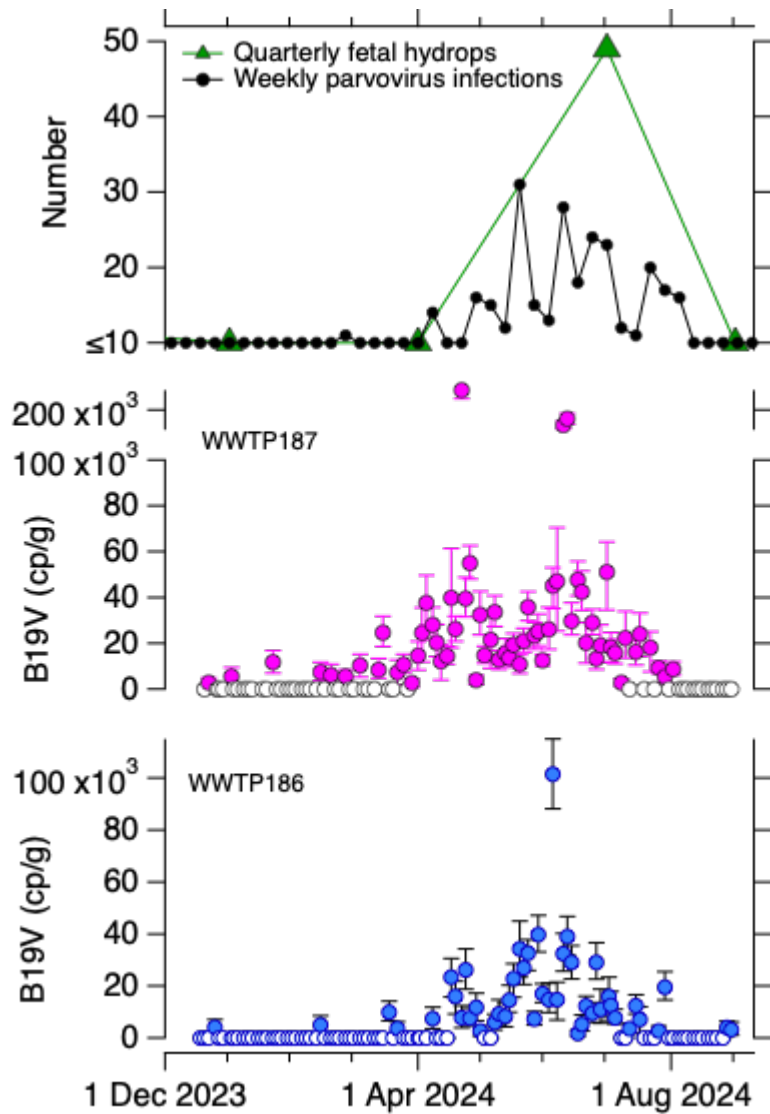 50
Quarterly fetal hydrops
Weekly parvovirus infections
40
Number
30
20
≤10
200 x10³
WWTP187
100 x10³
80
B19V (cp/g)
60
40
20
0
100 x10³
WWTP186
80
B19V (cp/g)
60
40
20
0
1 Dec 2023
1 Apr 2024
1 Aug 2024